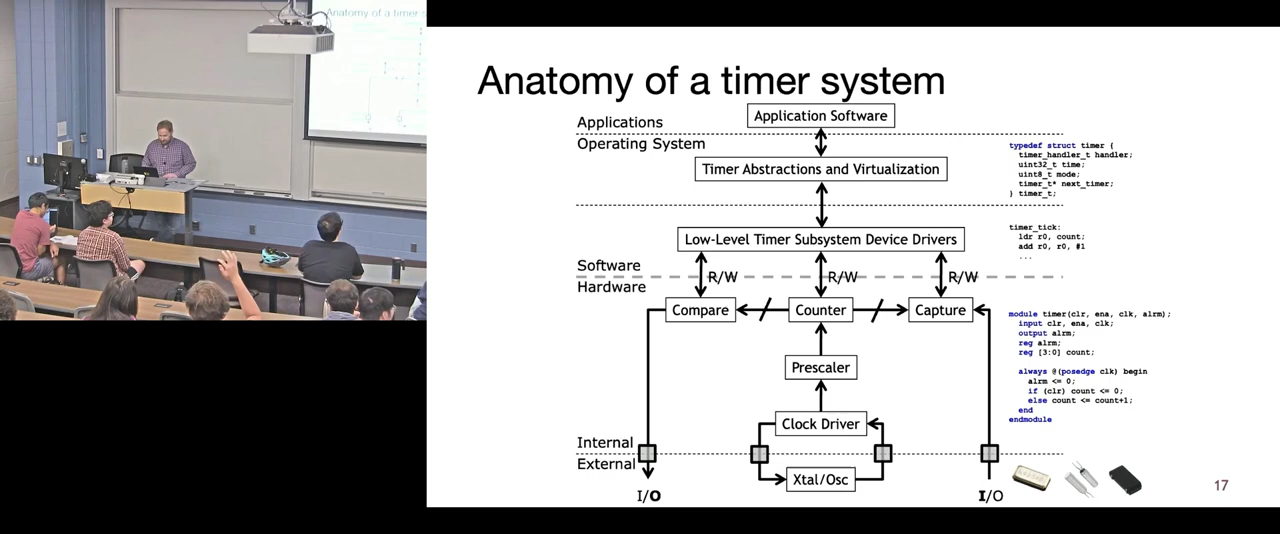 Anatomy of a timer s
Anatomy of a timer system
Applications
Application Software
Operating System
Timer Abstractions and Virtualization
typedef struct timer {
timer_handler_t handler;
uint32_t time;
uint8_t mode;
timer_t* next_timer;
} timer_t;
Low-Level Timer Subsystem Device Drivers
timer_tick:
ldr r0, count;
add r0, r0, #1
...
Software
R/W R/W R/W
Hardware
Compare Counter Capture
Prescaler
Clock Driver
module timer(clr, ena, clk, alrm);
input clr, ena, clk;
output alrm;
reg alrm;
reg [3:0] count;
always @(posedge clk) begin
alrm <= 0;
if (clr) count <= 0;
else count <= count+1;
end
endmodule
Internal
External
Xtal/Osc
I/O I/O
17